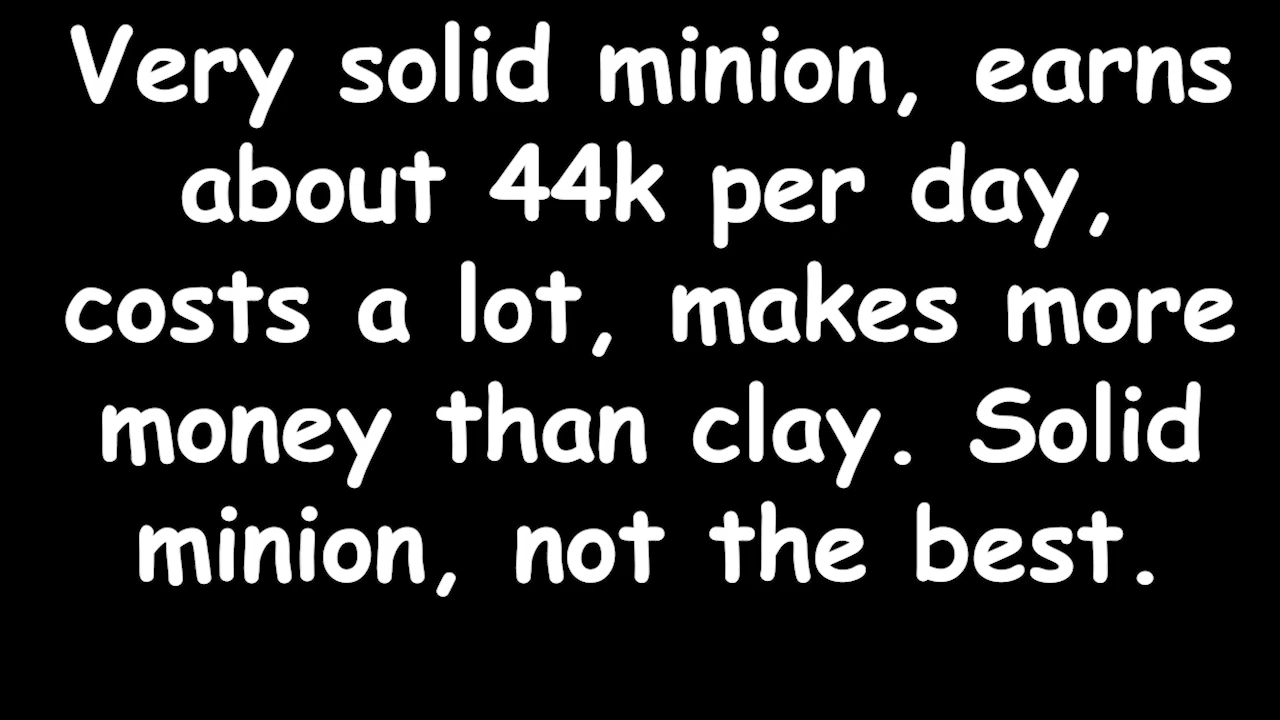 Very solid minion, earns
about 44k per day,
costs a lot, makes more
money than clay. Solid
minion, not the best.